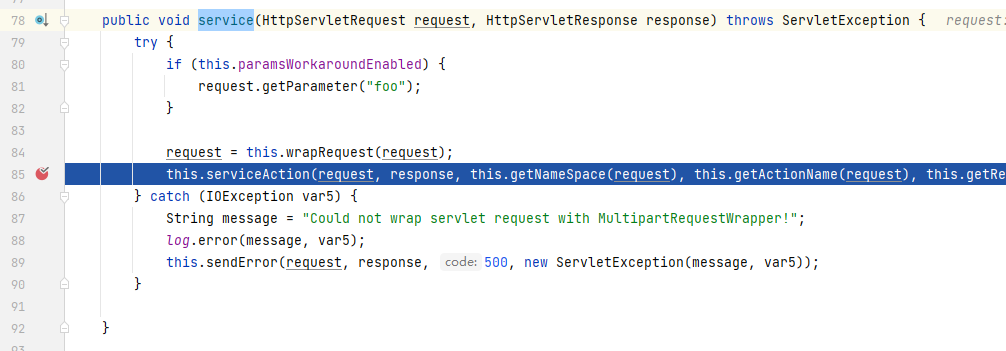 78 public void service(HttpServletRequest request, HttpServletResponse response) throws ServletException { request:
79 try {
80 if (this.paramsWorkaroundEnabled) {
81 request.getParameter("foo");
82 }
83
84 request = this.wrapRequest(request);
85 this.serviceAction(request, response, this.getNameSpace(request), this.getActionName(request), this.getRe
86 } catch (IOException var5) {
87 String message = "Could not wrap servlet request with MultipartRequestWrapper!";
88 log.error(message, var5);
89 this.sendError(request, response, code: 500, new ServletException(message, var5));
90 }
91
92 }